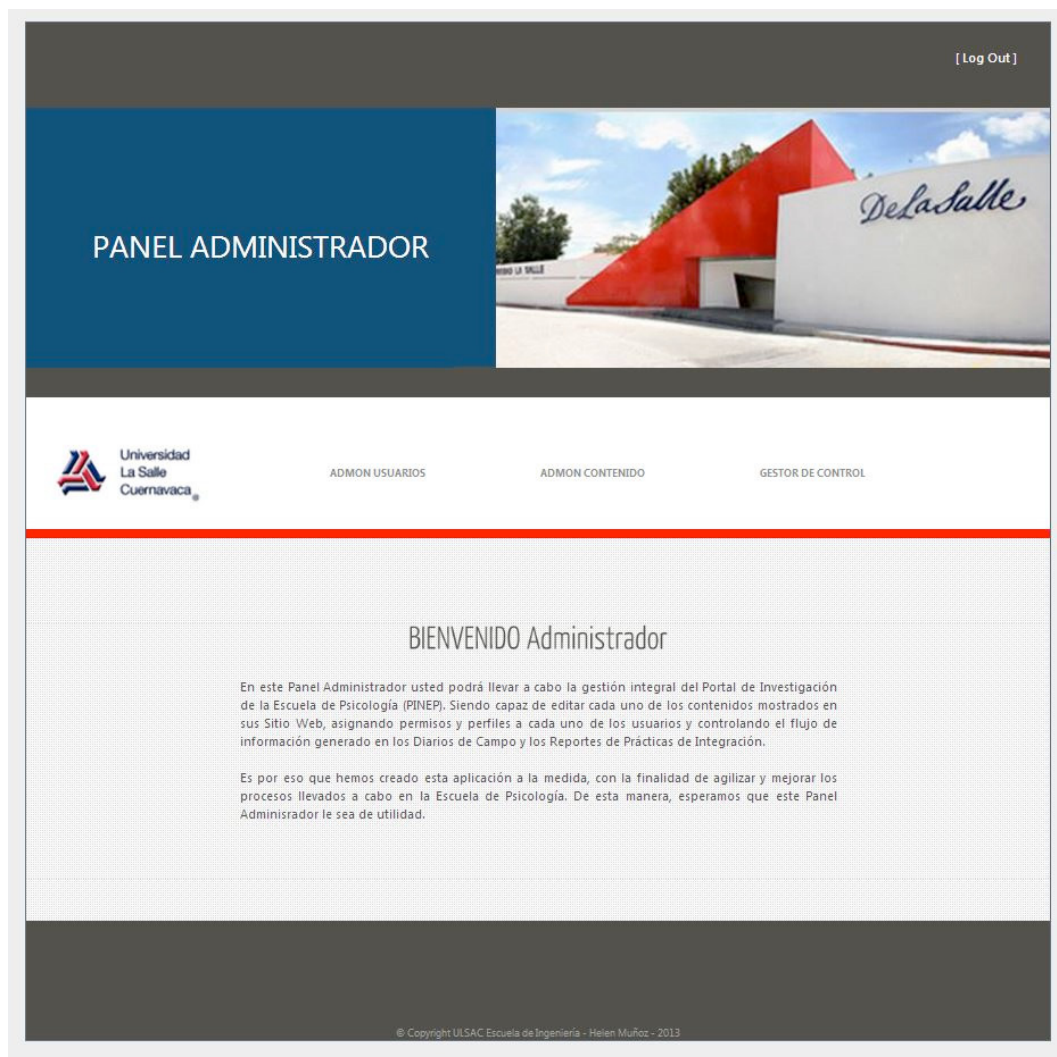 [ Log Out ]
PANEL ADMINISTRADOR
DeLaSalle
LA SALLE
Universidad
La Salle
Cuernavaca
ADMON USUARIOS
ADMON CONTENIDO
GESTOR DE CONTROL
BIENVENIDO Administrador
En este Panel Administrador usted podrá llevar a cabo la gestión integral del Portal de Investigación
de la Escuela de Psicología (PINEP). Siendo capaz de editar cada uno de los contenidos mostrados en
sus Sitio Web, asignando permisos y perfiles a cada uno de los usuarios y controlando el flujo de
información generado en los Diarios de Campo y los Reportes de Prácticas de Integración.
Es por eso que hemos creado esta aplicación a la medida, con la finalidad de agilizar y mejorar los
procesos llevados a cabo en la Escuela de Psicología. De esta manera, esperamos que este Panel
Adminisrador le sea de utilidad.
© Copyright ULSAC Escuela de Ingeniería - Helen Muñoz - 2013